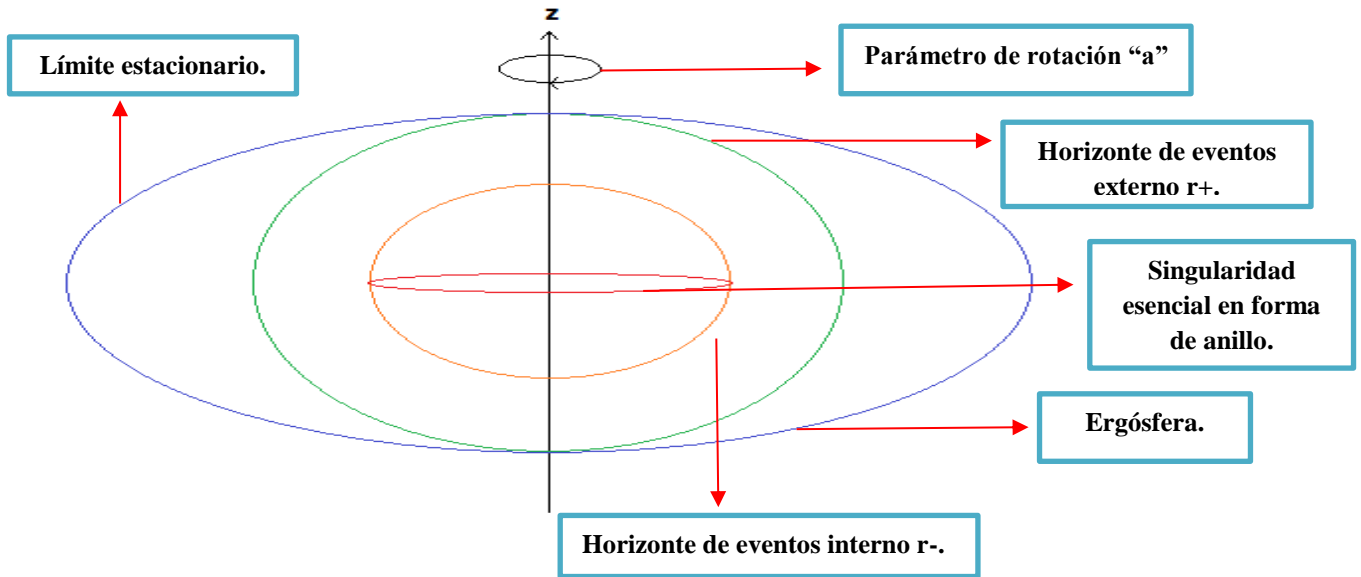 z
Límite estacionario.
Parámetro de rotación “a”
Horizonte de eventos
externo r+.
Singularidad
esencial en forma
de anillo.
Ergósfera.
Horizonte de eventos interno r-.